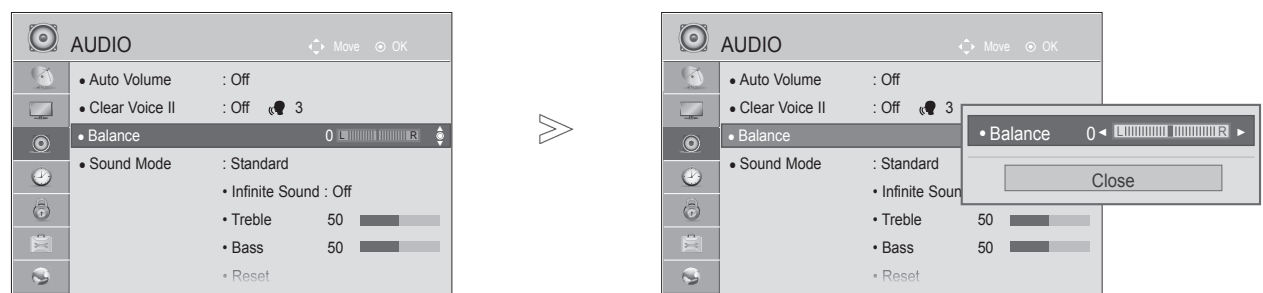 AUDIO Move OK
• Auto Volume : Off
• Clear Voice II : Off 3
• Balance 0 L R
• Sound Mode : Standard
• Infinite Sound : Off
• Treble 50
• Bass 50
• Reset
AUDIO Move OK
• Auto Volume : Off
• Clear Voice II : Off 3
• Balance
• Sound Mode : Standard
• Infinite Soun
• Treble 50
• Bass 50
• Reset
• Balance 0 ◄ L R ►
Close